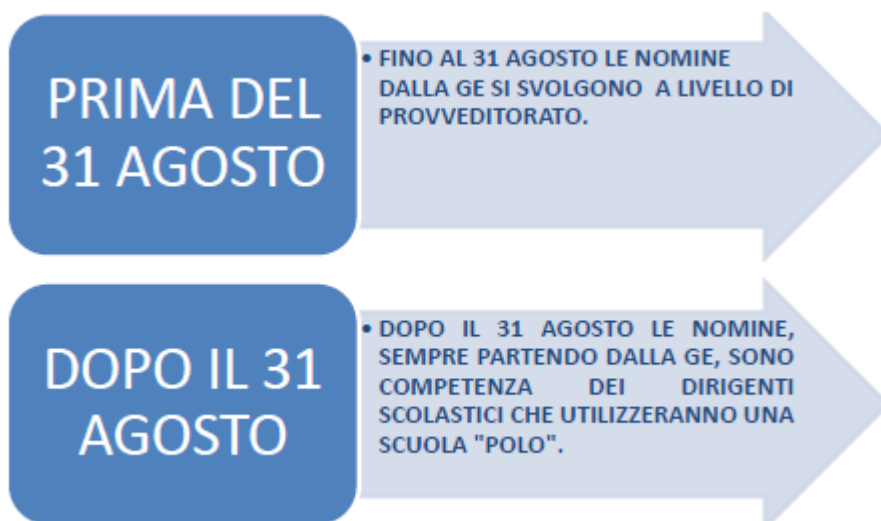 PRIMA DEL
31 AGOSTO
• FINO AL 31 AGOSTO LE NOMINE
DALLA GE SI SVOLGONO A LIVELLO DI
PROVVEDITORATO.
DOPO IL 31
AGOSTO
• DOPO IL 31 AGOSTO LE NOMINE,
SEMPRE PARTENDO DALLA GE, SONO
COMPETENZA DEI DIRIGENTI
SCOLASTICI CHE UTILIZZERANNO UNA
SCUOLA "POLO".